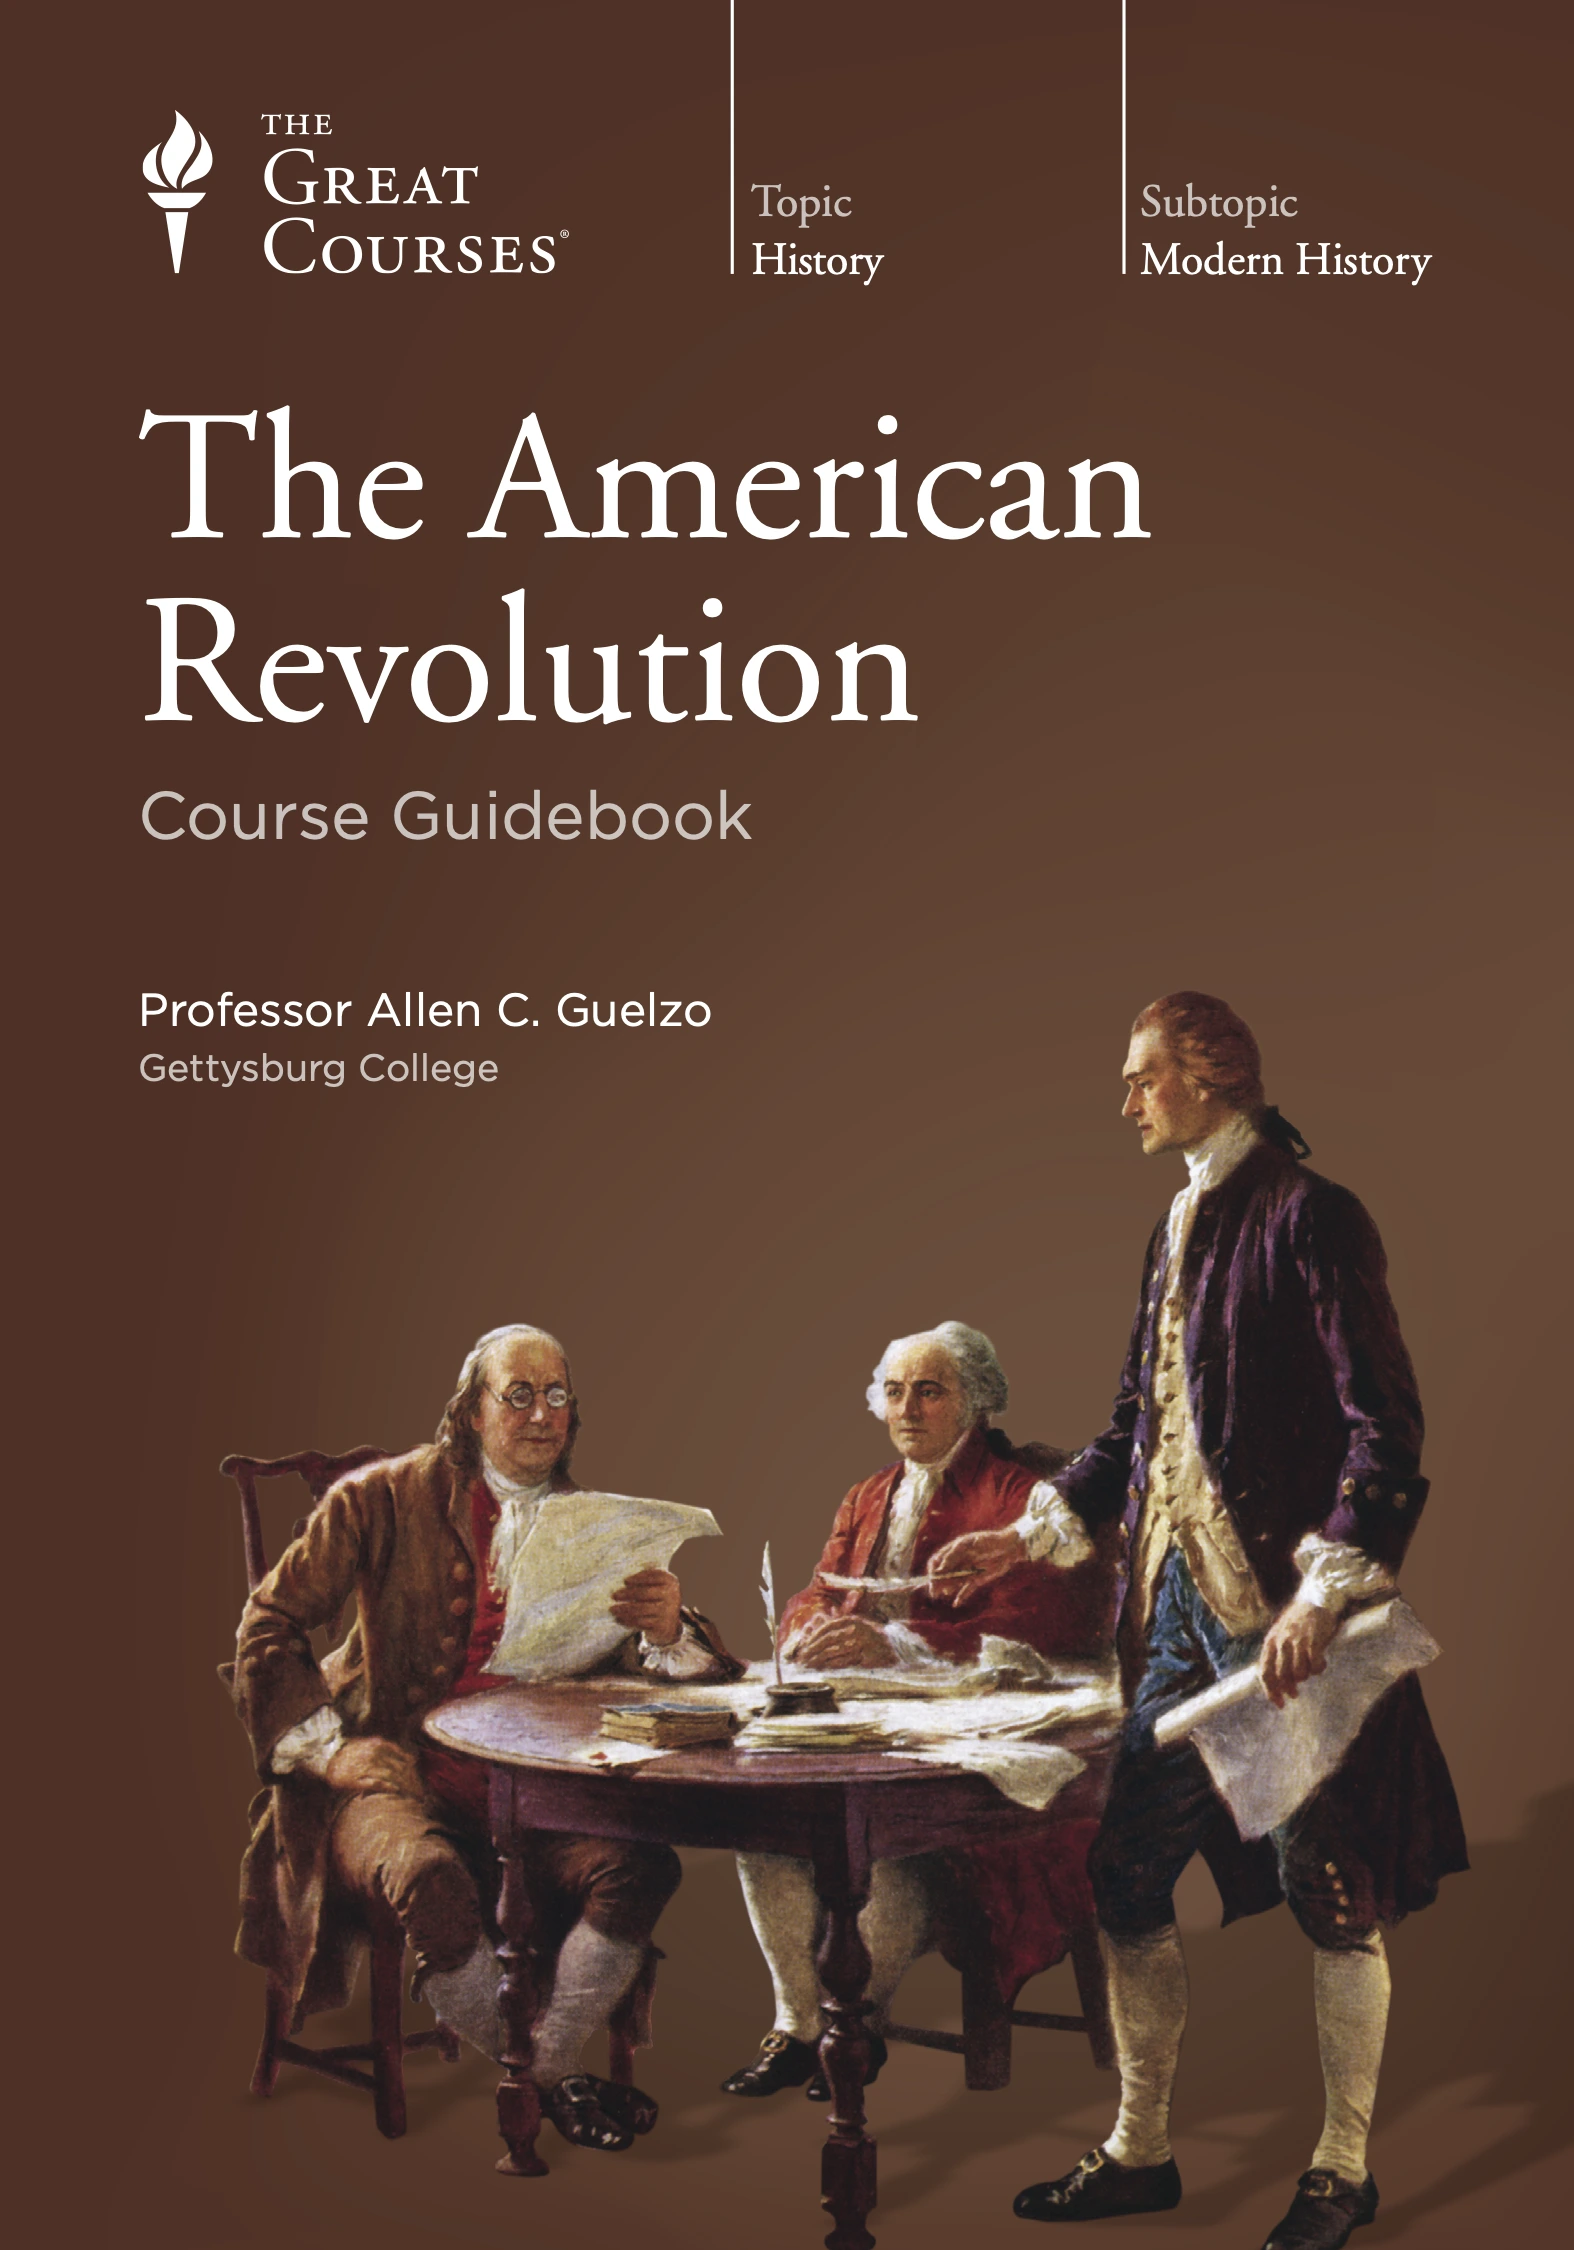 THE
GREAT
COURSES®
Topic
History
Subtopic
Modern History
The American
Revolution
Course Guidebook
Professor Allen C. Guelzo
Gettysburg College